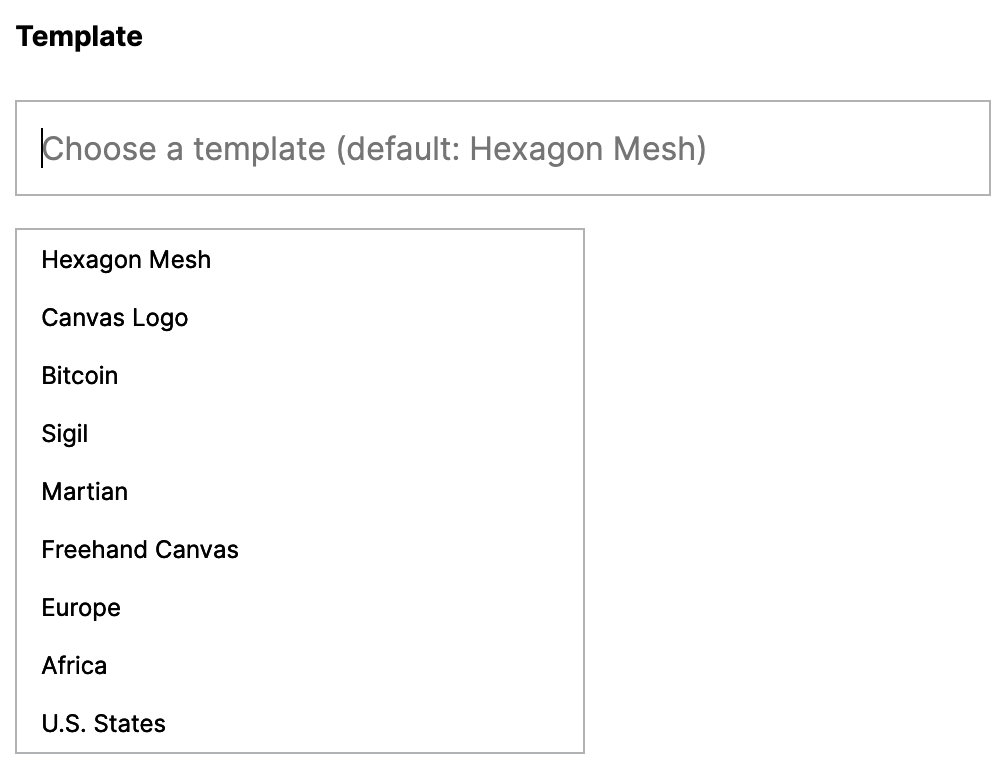 Template
Choose a template (default: Hexagon Mesh)
Hexagon Mesh
Canvas Logo
Bitcoin
Sigil
Martian
Freehand Canvas
Europe
Africa
U.S. States